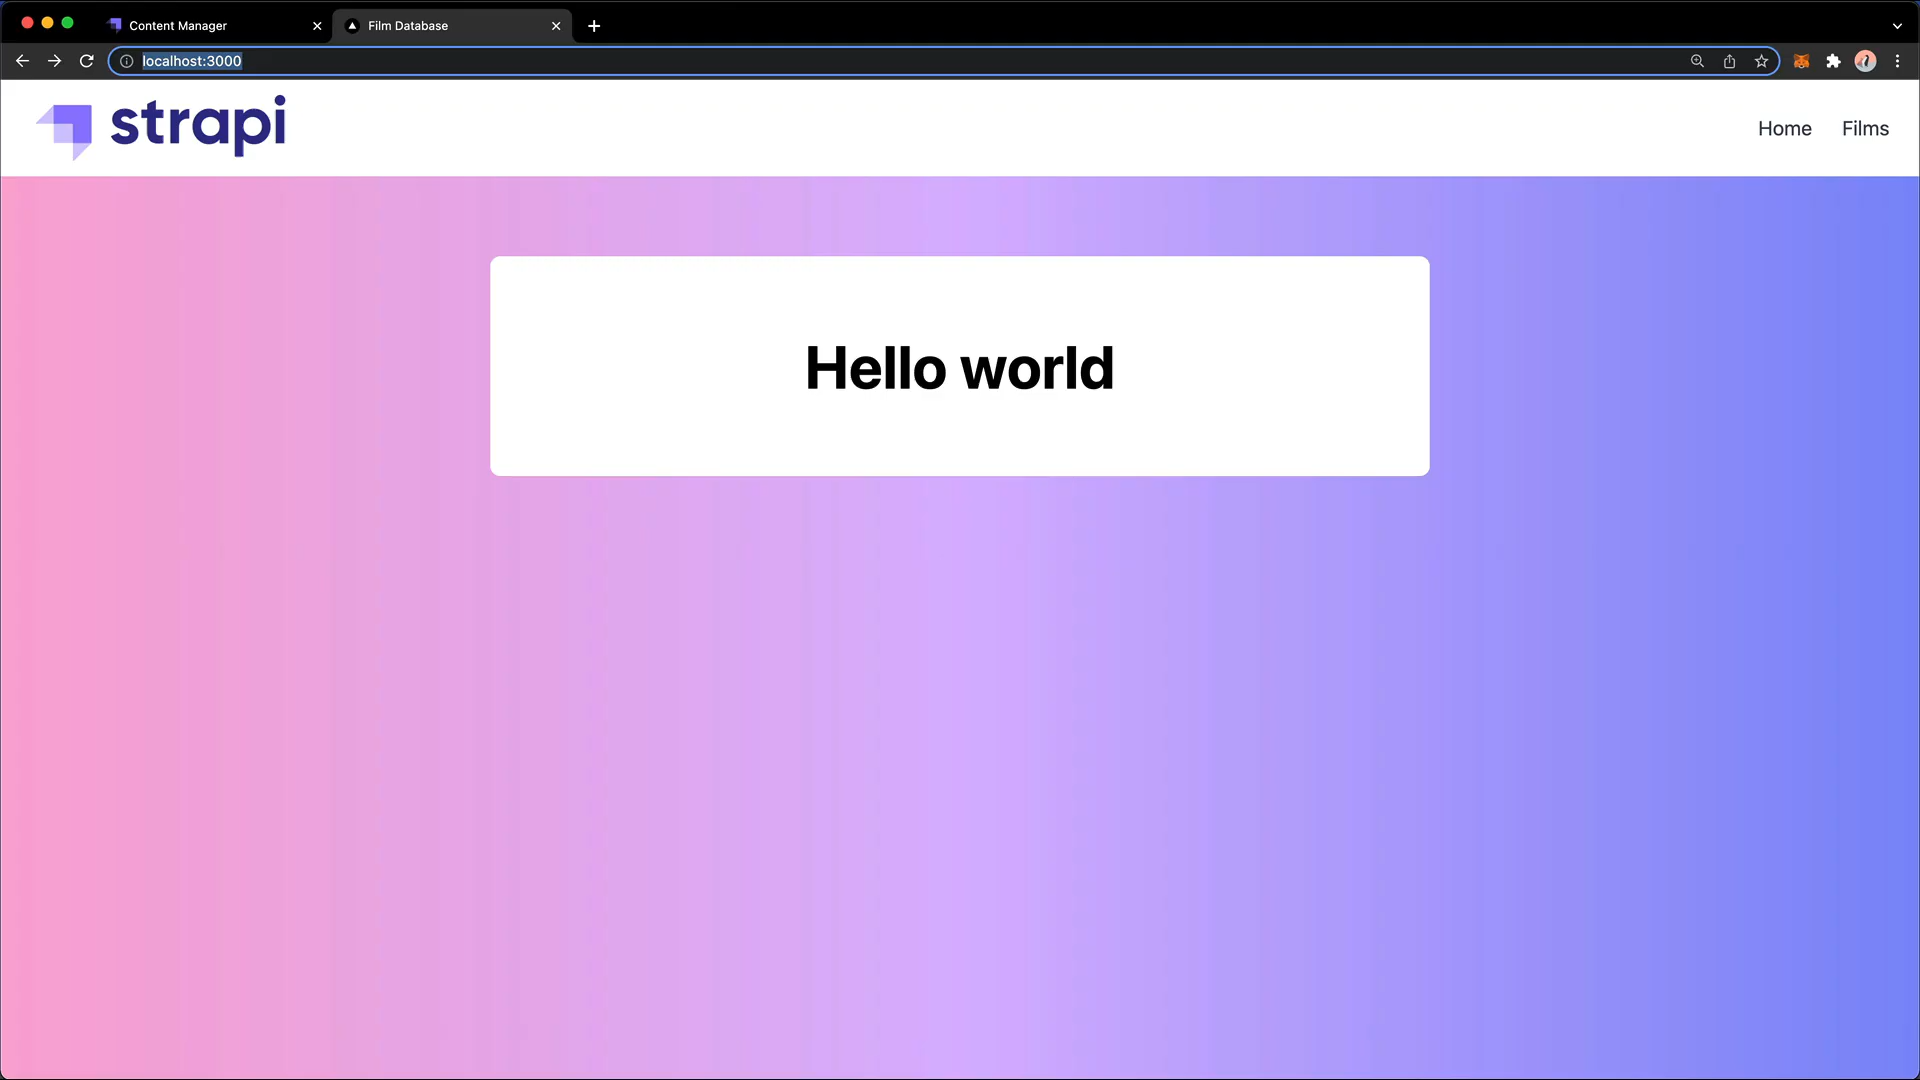 Content Manager
Film Database
localhost:3000
strapi
Home
Films
Hello world